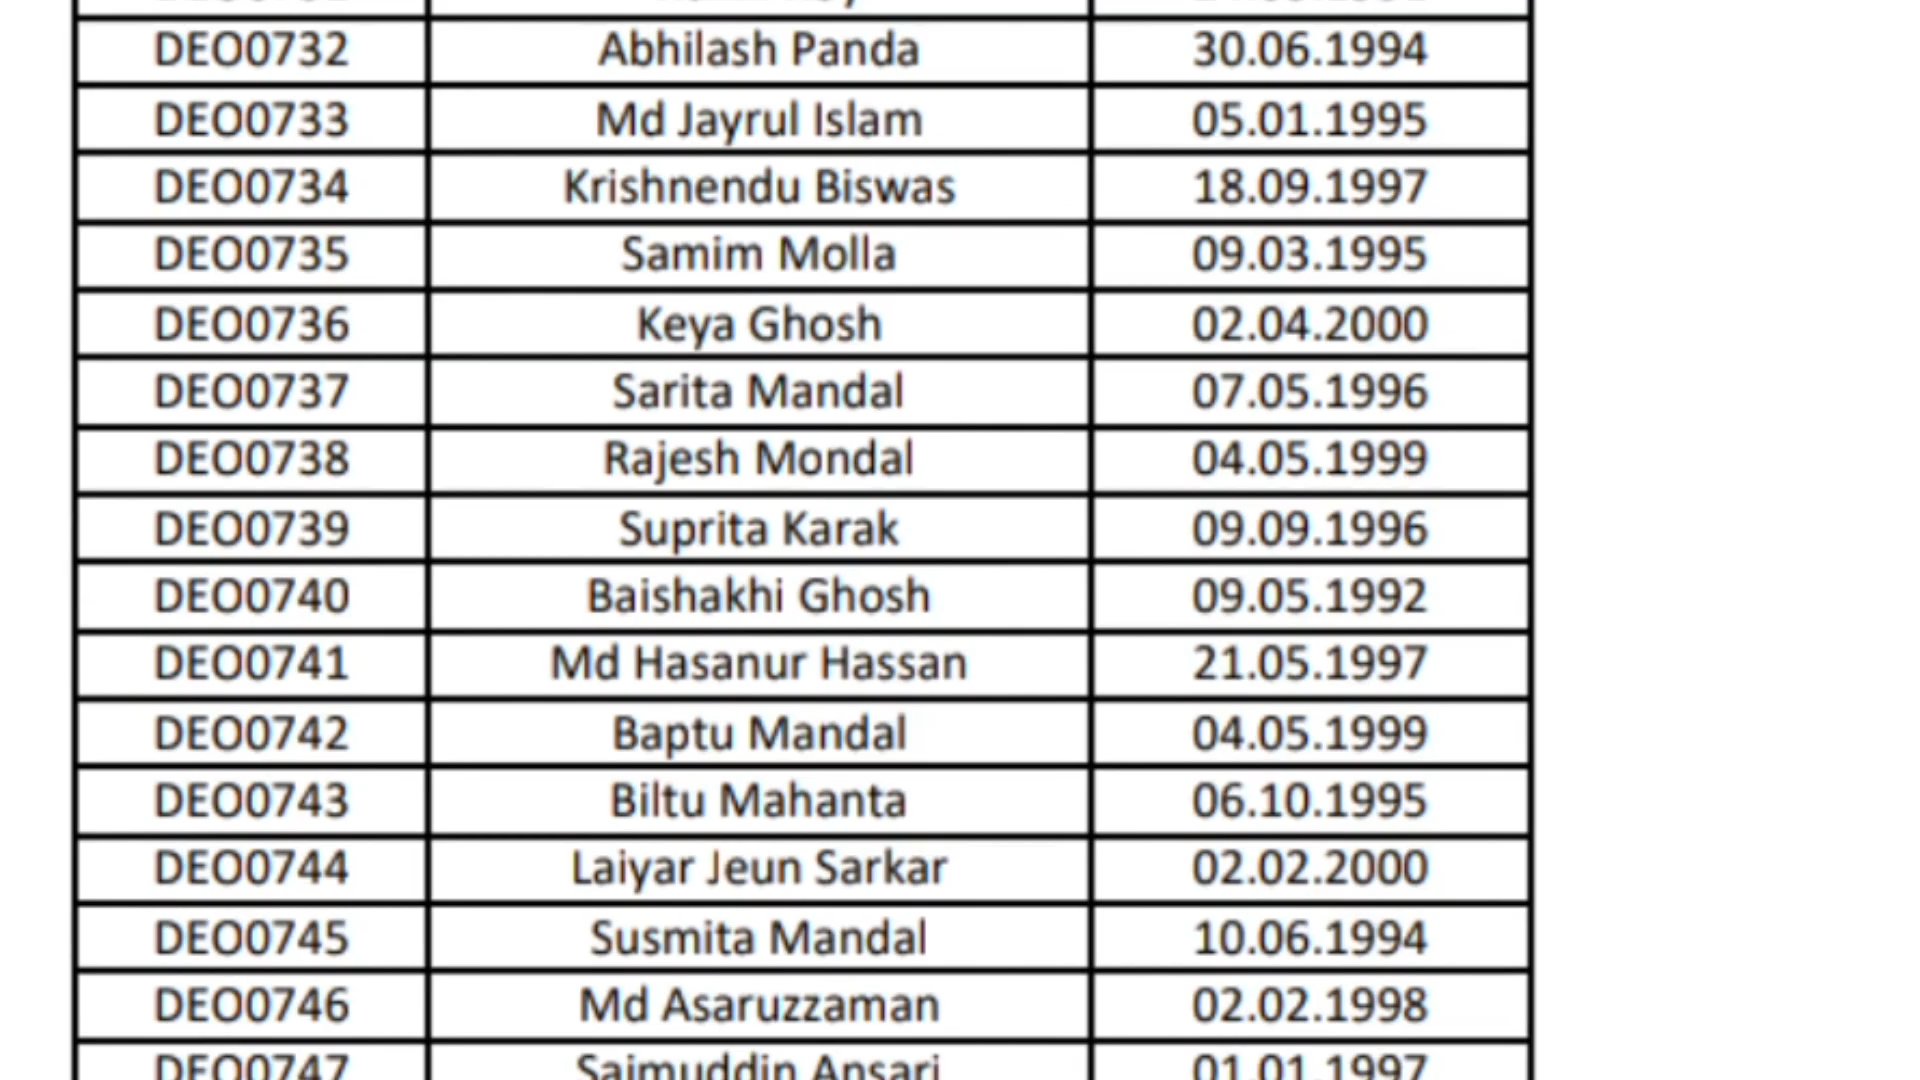 DEO0732 Abhilash Panda 30.06.1994
DEO0733 Md Jayrul Islam 05.01.1995
DEO0734 Krishnendu Biswas 18.09.1997
DEO0735 Samim Molla 09.03.1995
DEO0736 Keya Ghosh 02.04.2000
DEO0737 Sarita Mandal 07.05.1996
DEO0738 Rajesh Mondal 04.05.1999
DEO0739 Suprita Karak 09.09.1996
DEO0740 Baishakhi Ghosh 09.05.1992
DEO0741 Md Hasanur Hassan 21.05.1997
DEO0742 Baptu Mandal 04.05.1999
DEO0743 Biltu Mahanta 06.10.1995
DEO0744 Laiyar Jeun Sarkar 02.02.2000
DEO0745 Susmita Mandal 10.06.1994
DEO0746 Md Asaruzzaman 02.02.1998
DEO0747 Saimuddin Ansari 01.01.1997